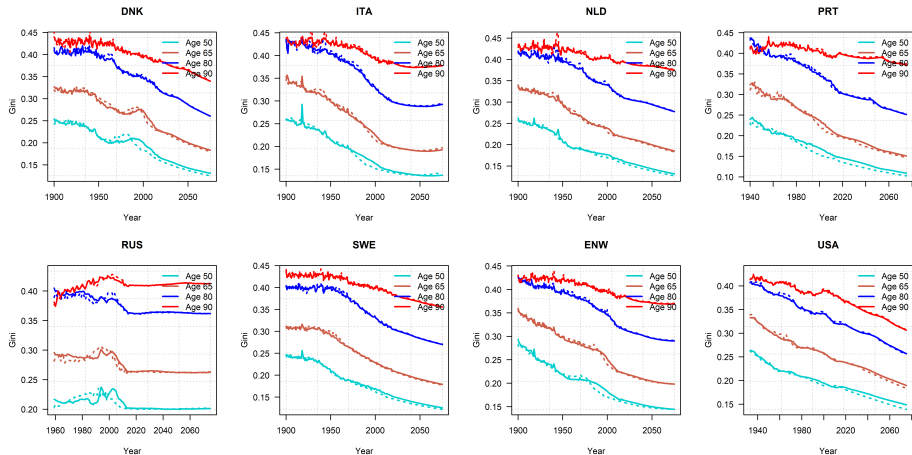 DNK
Gini
0.45
0.40
0.35
0.30
0.25
0.20
0.15
1900
1950
2000
2050
Year
Age 50
Age 65
Age 80
Age 90
ITA
Gini
0.45
0.40
0.35
0.30
0.25
0.20
0.15
1900
1950
2000
2050
Year
Age 50
Age 65
Age 80
Age 90
NLD
Gini
0.50
0.45
0.40
0.35
0.30
0.25
0.20
0.15
1900
1950
2000
2050
Year
Age 50
Age 65
Age 80
Age 90
PRT
Gini
0.45
0.40
0.35
0.30
0.25
0.20
0.15
0.10
1940
1960
1980
2020
2060
Year
Age 50
Age 65
Age 80
Age 90
RUS
Gini
0.40
0.35
0.30
0.25
0.20
1960
1980
2000
2020
2040
Year
Age 50
Age 65
Age 80
Age 90
SWE
Gini
0.45
0.40
0.35
0.30
0.25
0.20
0.15
1900
1950
2000
2050
Year
Age 50
Age 65
Age 80
Age 90
ENW
Gini
0.45
0.40
0.35
0.30
0.25
0.20
0.15
1900
1950
2000
2050
Year
Age 50
Age 65
Age 80
Age 90
USA
Gini
0.45
0.40
0.35
0.30
0.25
0.20
0.15
1940
1980
2020
2060
Year
Age 50
Age 65
Age 80
Age 90